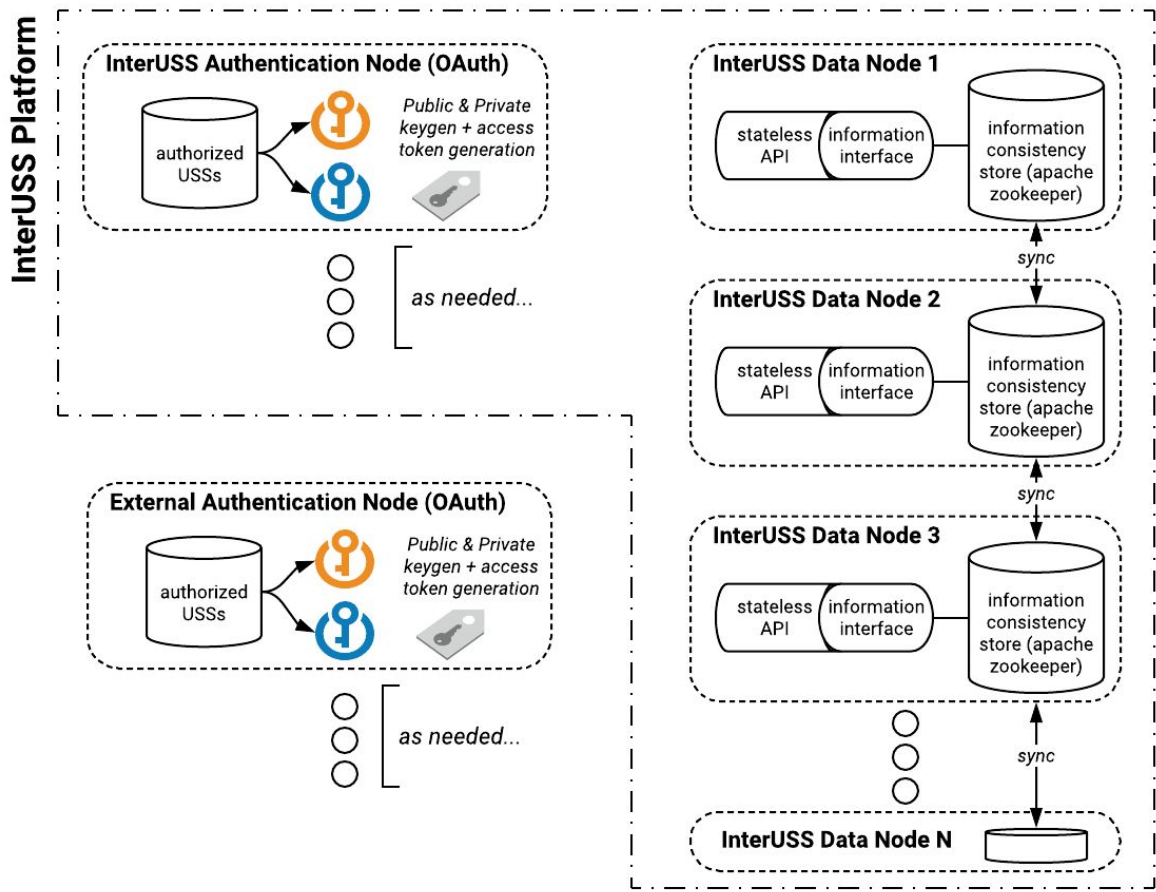 InterUSS Platform
InterUSS Authentication Node (OAuth)
authorized
USSs
Public & Private
keygen + access
token generation
as needed...
External Authentication Node (OAuth)
authorized
USSs
Public & Private
keygen + access
token generation
as needed...
InterUSS Data Node 1
stateless
API
information
interface
information
consistency
store (apache
zookeeper)
sync
InterUSS Data Node 2
stateless
API
information
interface
information
consistency
store (apache
zookeeper)
sync
InterUSS Data Node 3
stateless
API
information
interface
information
consistency
store (apache
zookeeper)
sync
InterUSS Data Node N